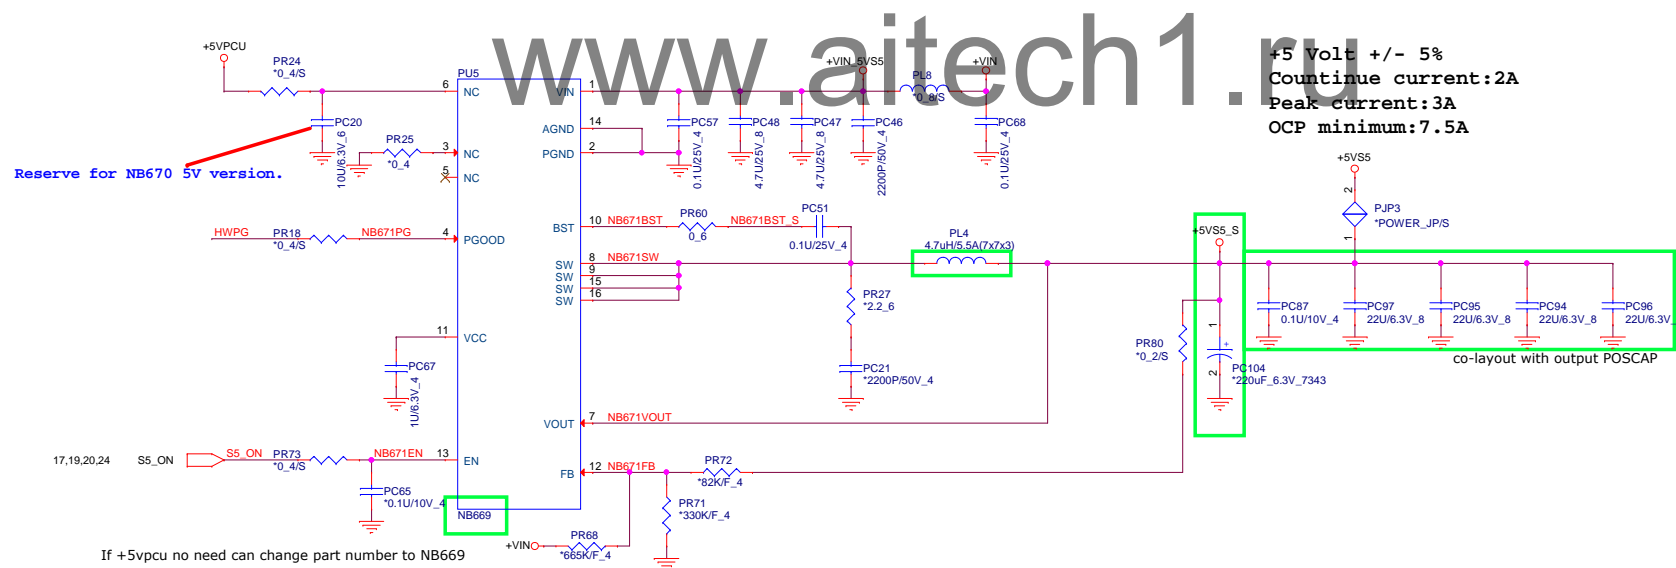 www.aitech1.ru
+5 Volt +/- 5%
Countinue current:2A
Peak current:3A
OCP minimum:7.5A
+5VPCU
PR24
*0_4/S
PC20
10U/6.3V_6
PR25
*0_4
Reserve for NB670 5V version.
HWPG
PR18
*0_4/S
NB671PG
PC67
1U/6.3V_4
17,19,20,24
S5_ON
S5_ON
PR73
*0_4/S
NB671EN
PC65
*0.1U/10V_4
If +5vpcu no need can change part number to NB669
PU5
6
NC
3
NC
5
NC
4
PGOOD
11
VCC
13
EN
NB669
VIN
1
AGND
14
PGND
2
BST
10
SW
8
SW
9
SW
15
SW
16
VOUT
7
FB
12
PC57
0.1U/25V_4
PC48
4.7U/25V_8
PC47
4.7U/25V_8
+VIN_5VS5
PC46
2200P/50V_4
PL8
*0_8/S
+VIN
PC68
0.1U/25V_4
NB671BST
PR60
0_6
NB671BST_S
PC51
0.1U/25V_4
NB671SW
PL4
4.7uH/5.5A(7x7x3)
PR27
*2.2_6
PC21
*2200P/50V_4
NB671VOUT
NB671FB
PR72
*82K/F_4
PR71
*330K/F_4
+VIN
PR68
*665K/F_4
PR80
*0_2/S
+5VS5_S
1
2
PC104
*220uF_6.3V_7343
+5VS5
2
PJP3
*POWER_JP/S
1
PC87
0.1U/10V_4
PC97
22U/6.3V_8
PC95
22U/6.3V_8
PC94
22U/6.3V_8
PC96
22U/6.3V_
co-layout with output POSCAP